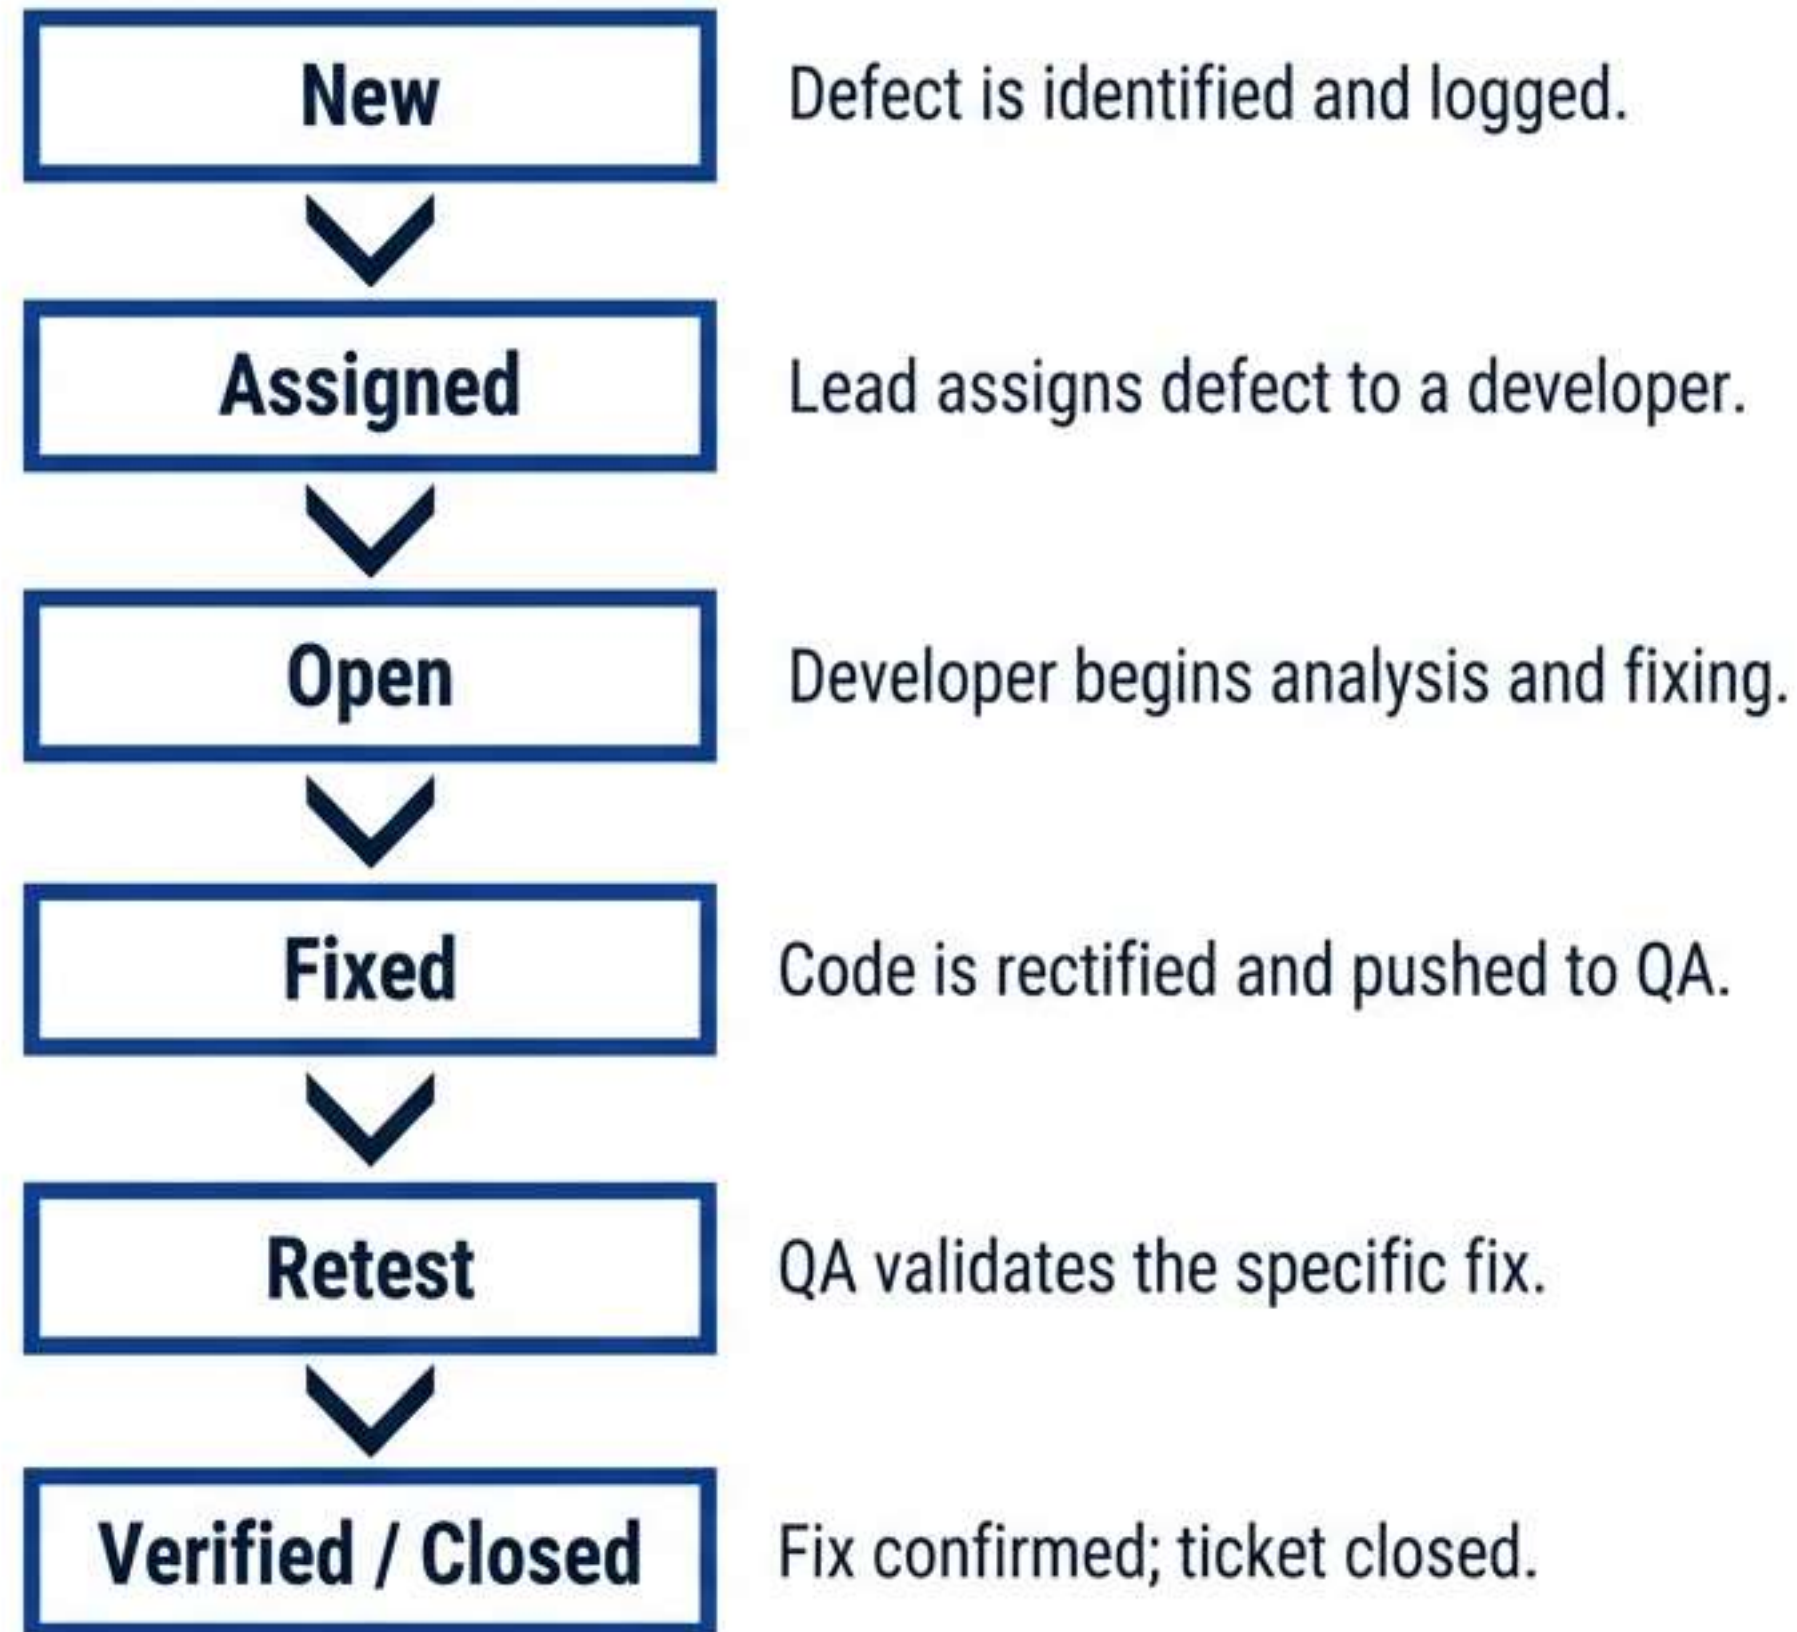 New
Defect is identified and logged.
Assigned
Lead assigns defect to a developer.
Open
Developer begins analysis and fixing.
Fixed
Code is rectified and pushed to QA.
Retest
QA validates the specific fix.
Verified / Closed
Fix confirmed; ticket closed.